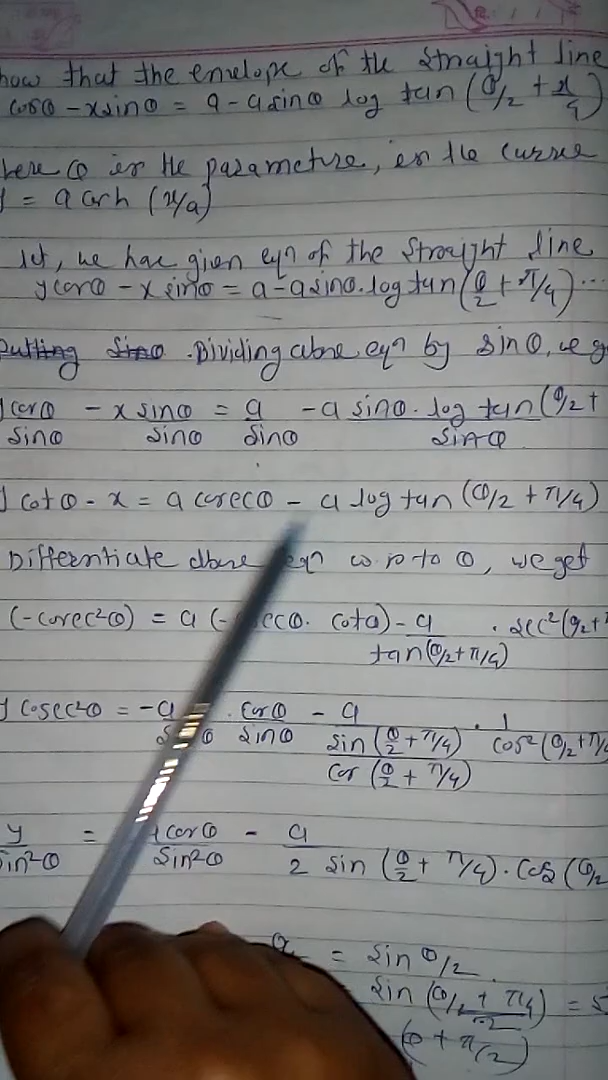 how that the envelope of the straight line
cosθ - x sinθ = a - a sinθ log tan (θ/2 + π/4)
here θ is the parameter, is the curve
= a cosh (x/a)
let, we have given eqn of the straight line
y cosθ - x sinθ = a - a sinθ. log tan (θ/2 + π/4) ...
Dividing above eqn by sinθ, we g
cosθ/sinθ - x sinθ/sinθ = a/sinθ - a sinθ. log tan (θ/2 + /sinθ
cotθ - x = a cosecθ - a log tan (θ/2 + π/4)
Differentiate above eqn w.r.to θ, we get
(-cosec²θ) = a (- ecθ. cotθ) - a/tan(θ/2 + π/4) . sec²(θ/2 +
cosec²θ = -a . cosθ/sinθ - a/(sin (θ/2 + π/4)/cos (θ/2 + π/4)) . 1/cos² (θ/2 + π/4
y/sin²θ = cosθ/sin²θ - a/2 sin (θ/2 + π/4). cos (θ/2
= sin θ/2
sin (θ/2 + π/4) =
(θ + π/2)